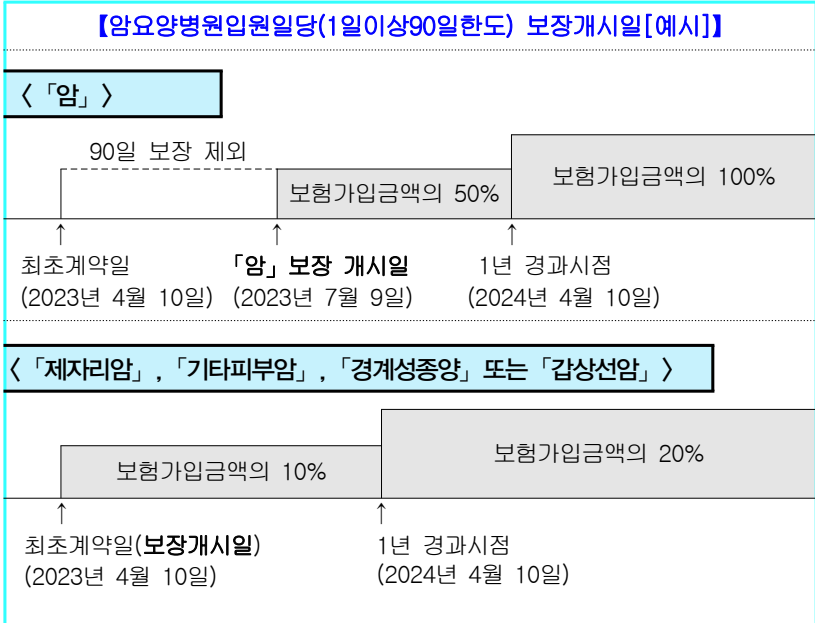 【암요양병원입원일당(1일이상90일한도) 보장개시일[예시]】
〈「암」〉
90일 보장 제외
보험가입금액의 50%
보험가입금액의 100%
↑ ↑ ↑
최초계약일 「암」보장 개시일 1년 경과시점
(2023년 4월 10일) (2023년 7월 9일) (2024년 4월 10일)
〈「제자리암」,「기타피부암」,「경계성종양」또는「갑상선암」〉
보험가입금액의 10%
보험가입금액의 20%
↑ ↑
최초계약일(보장개시일) 1년 경과시점
(2023년 4월 10일) (2024년 4월 10일)